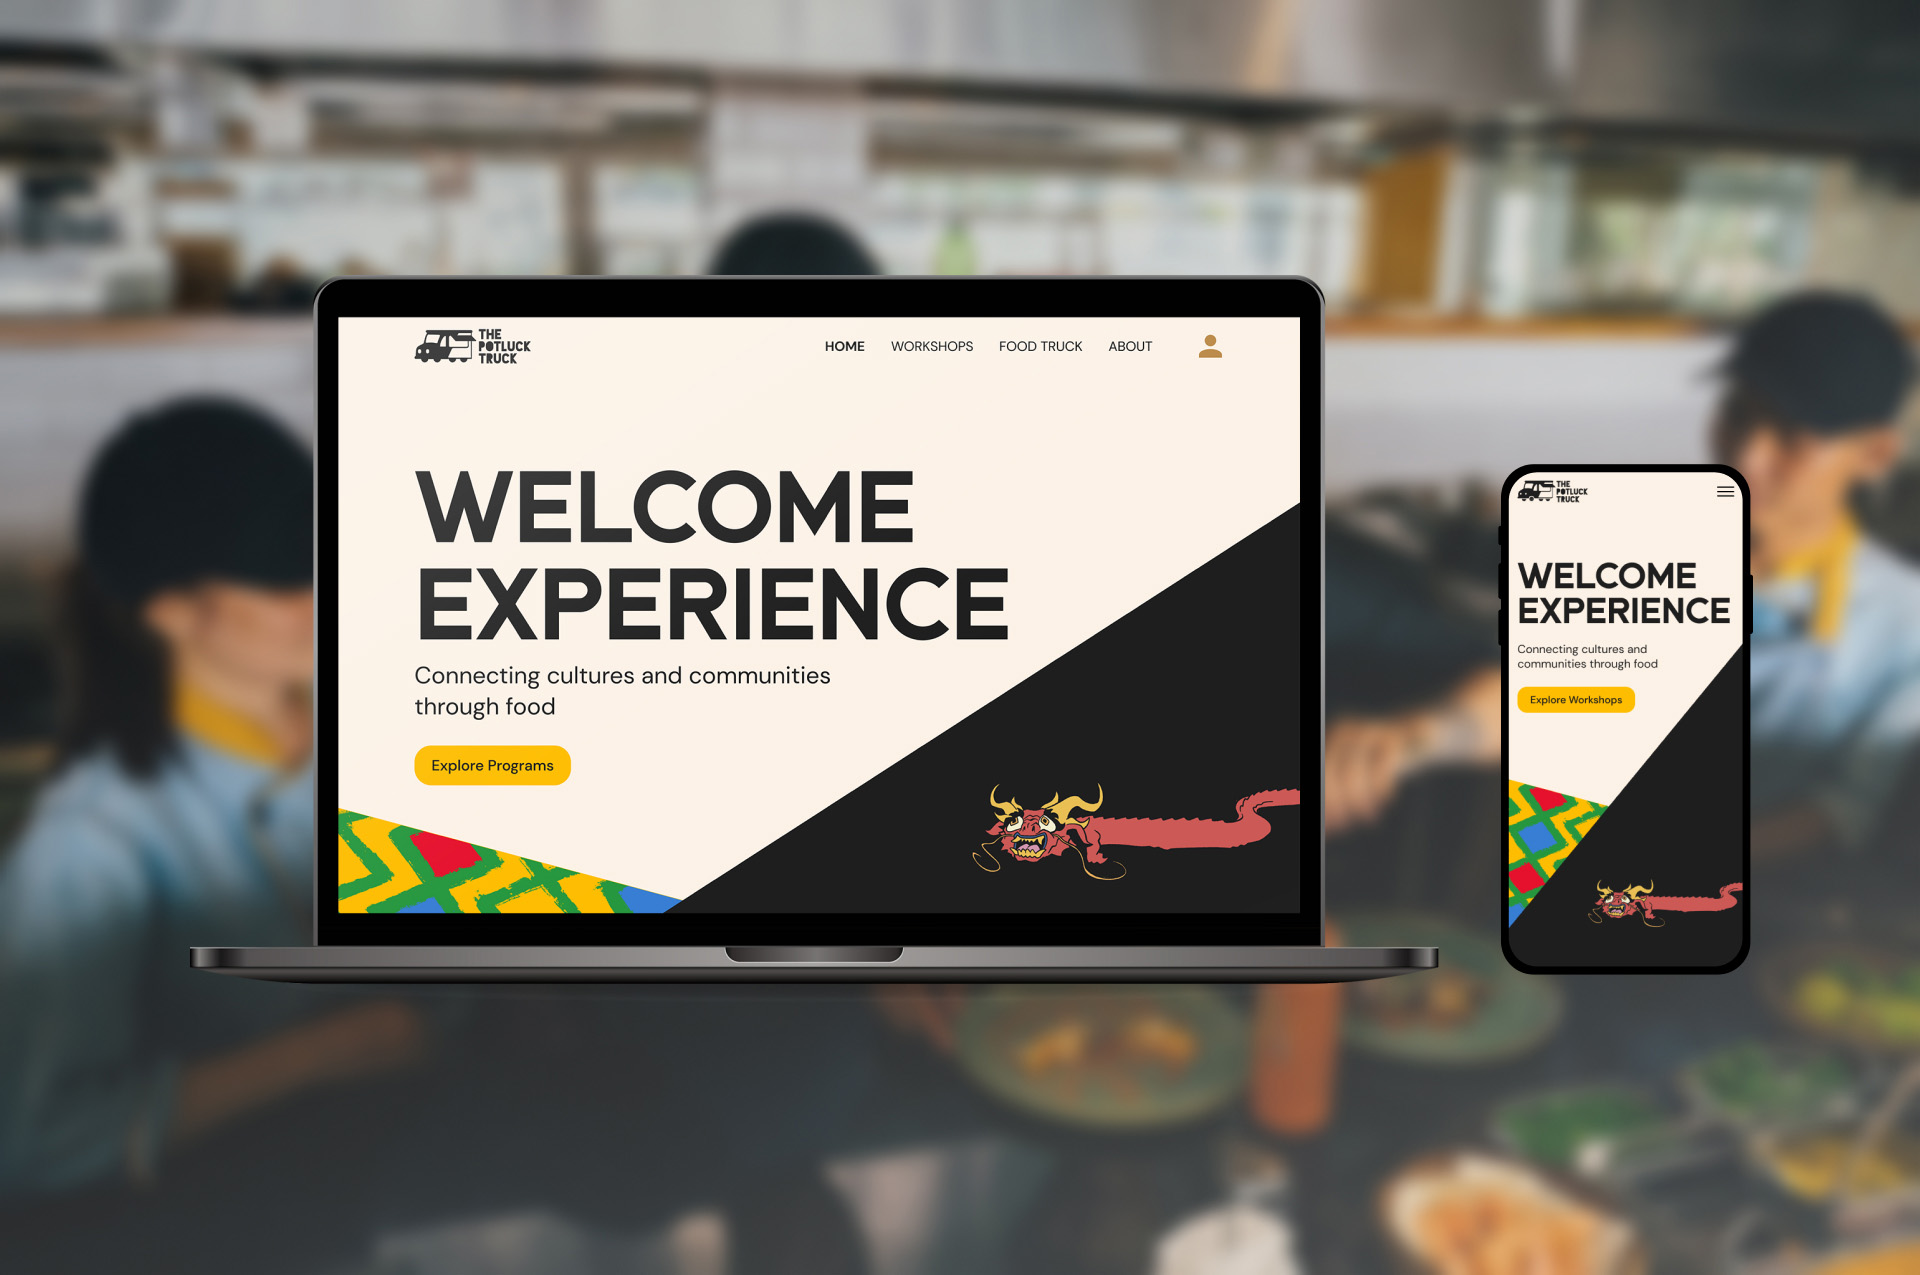 THE
POTLUCK
TRUCK
HOME WORKSHOPS FOOD TRUCK ABOUT
WELCOME
EXPERIENCE
Connecting cultures and communities
through food
Explore Programs
THE
POTLUCK
TRUCK
WELCOME
EXPERIENCE
Connecting cultures and
communities through food
Explore Workshops